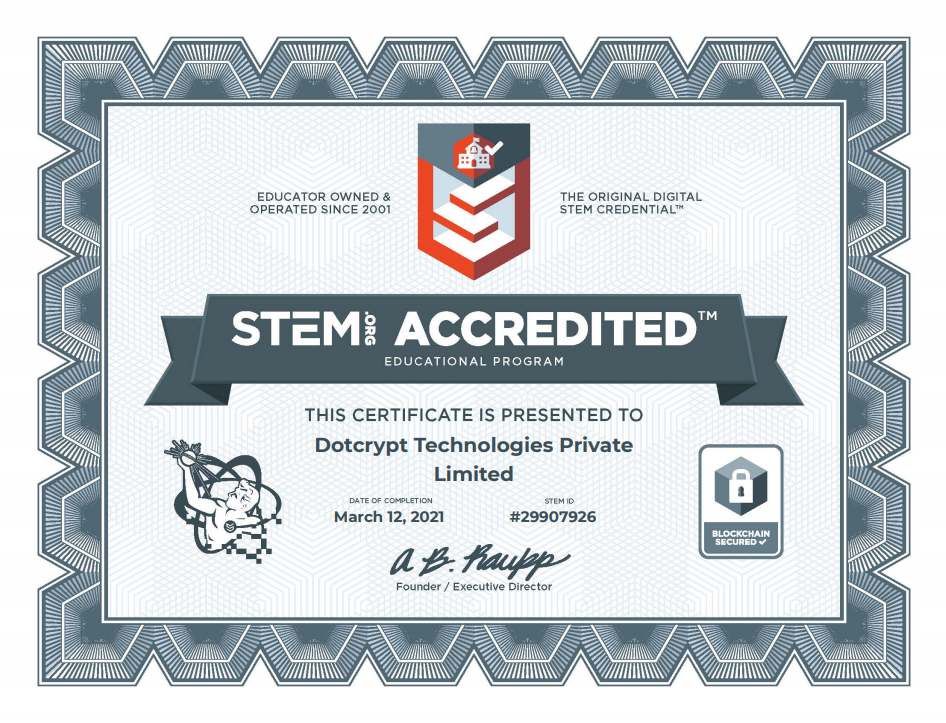 EDUCATOR OWNED &
OPERATED SINCE 2001
THE ORIGINAL DIGITAL
STEM CREDENTIAL™
STEM.ORG ACCREDITED™
EDUCATIONAL PROGRAM
THIS CERTIFICATE IS PRESENTED TO
Dotcrypt Technologies Private
Limited
DATE OF COMPLETION
March 12, 2021
STEM ID
#29907926
A. B. Raupp
Founder / Executive Director
BLOCKCHAIN
SECURED